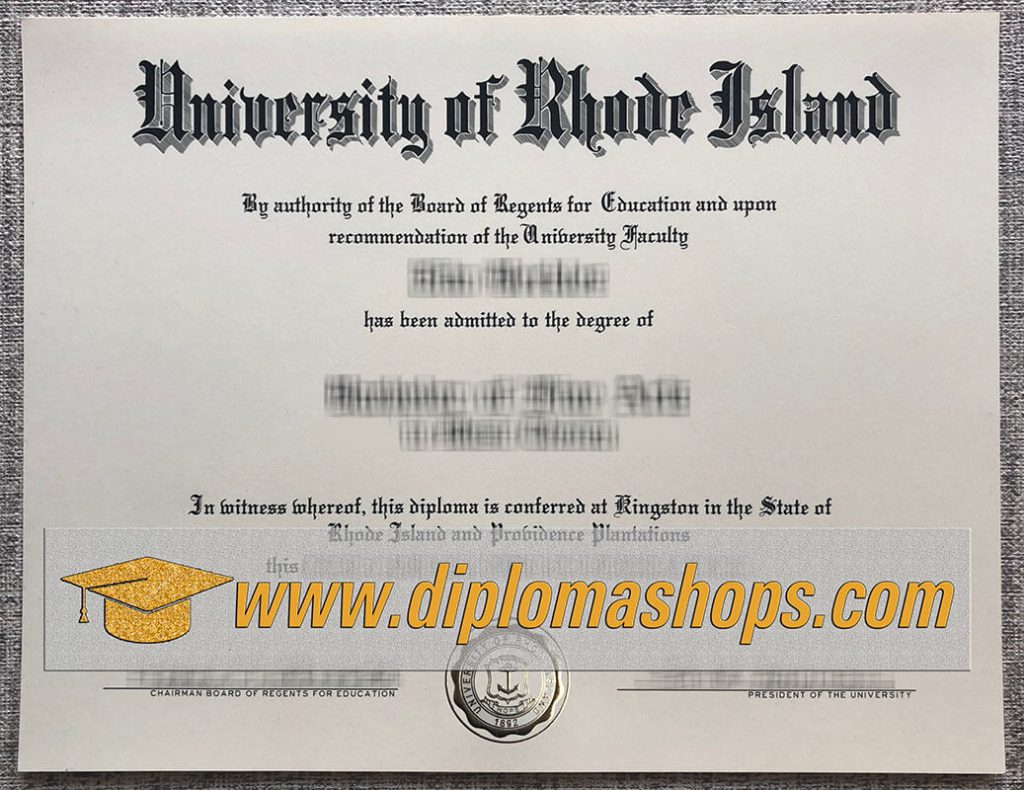 University of Rhode Island
By authority of the Board of Regents for Education and upon
recommendation of the University Faculty
has been admitted to the degree of
In witness whereof, this diploma is conferred at Kingston in the State of
Rhode Island and Providence Plantations
this
www.diplomashops.com
CHAIRMAN BOARD OF REGENTS FOR EDUCATION
PRESIDENT OF THE UNIVERSITY
UNIVERSITY OF
HOPE
1892